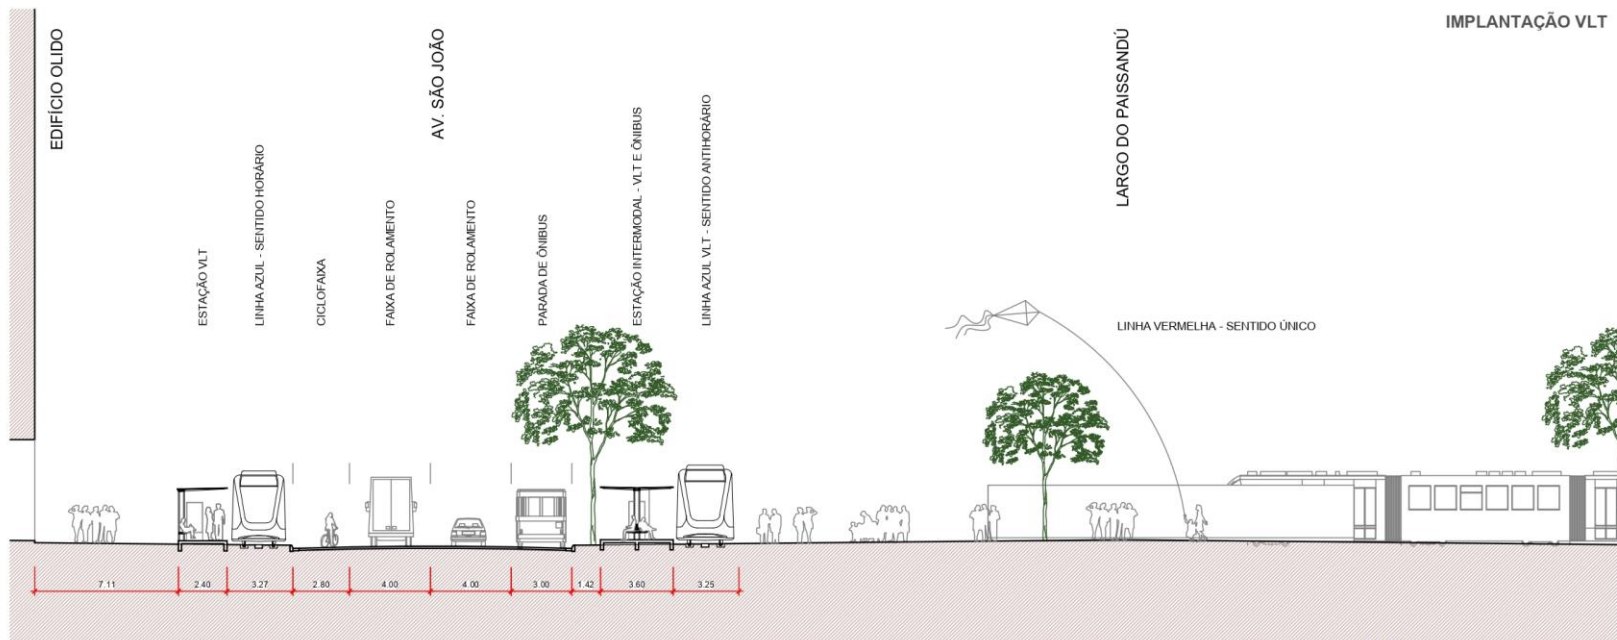 IMPLANTAÇÃO VLT
EDIFÍCIO OLIDO
AV. SÃO JOÃO
LARGO DO PAISSANDÚ
ESTAÇÃO VLT
LINHA AZUL - SENTIDO HORÁRIO
CICLOFAIXA
FAIXA DE ROLAMENTO
FAIXA DE ROLAMENTO
PARADA DE ÔNIBUS
ESTAÇÃO INTERMODAL - VLT E ÔNIBUS
LINHA AZUL VLT - SENTIDO ANTIHORÁRIO
LINHA VERMELHA - SENTIDO ÚNICO
7.11
2.40
3.27
2.80
4.00
4.00
3.00
1.42
3.60
3.25